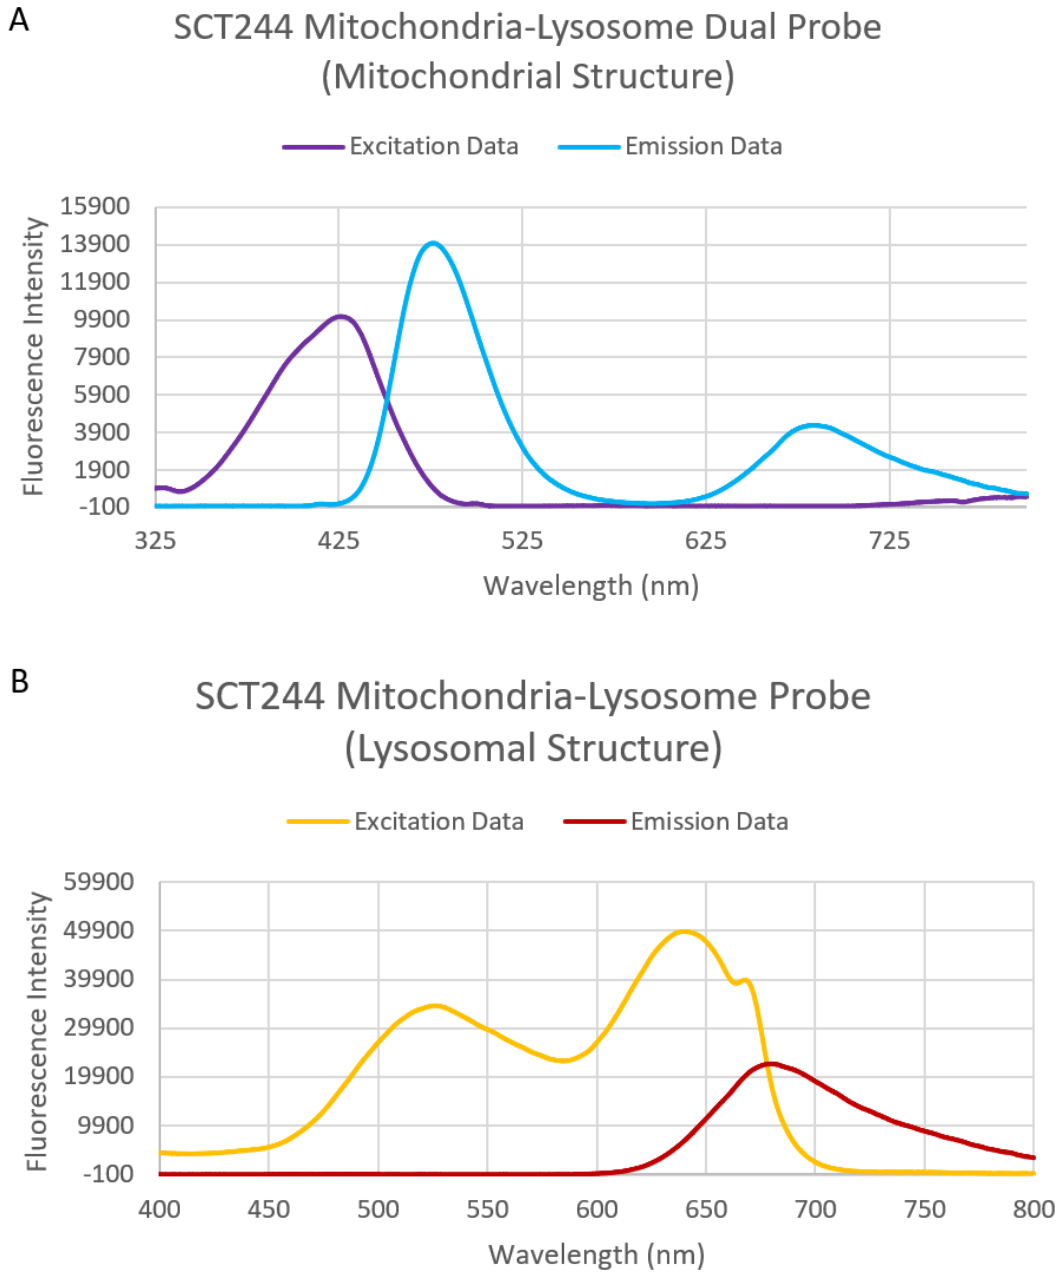 A
SCT244 Mitochondria-Lysosome Dual Probe
(Mitochondrial Structure)
Excitation Data Emission Data
Fluorescence Intensity
15900
13900
11900
9900
7900
5900
3900
1900
-100
325 425 525 625 725
Wavelength (nm)
B
SCT244 Mitochondria-Lysosome Probe
(Lysosomal Structure)
Excitation Data Emission Data
Fluorescence Intensity
59900
49900
39900
29900
19900
9900
-100
400 450 500 550 600 650 700 750 800
Wavelength (nm)